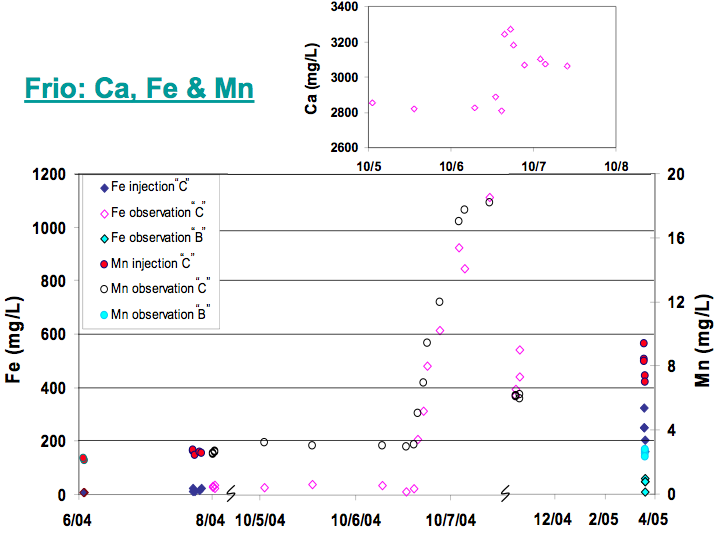 Frio: Ca, Fe & Mn
3400
3200
3000
2800
2600
Ca (mg/L)
10/5 10/6 10/7 10/8
1200
1000
800
600
400
200
0
Fe (mg/L)
Fe injection "C"
Fe observation "C"
Fe observation "B"
Mn injection "C"
Mn observation "C"
Mn observation "B"
20
16
12
8
4
0
Mn (mg/L)
6/04 8/04 10/5/04 10/6/04 10/7/04 12/04 2/05 4/05